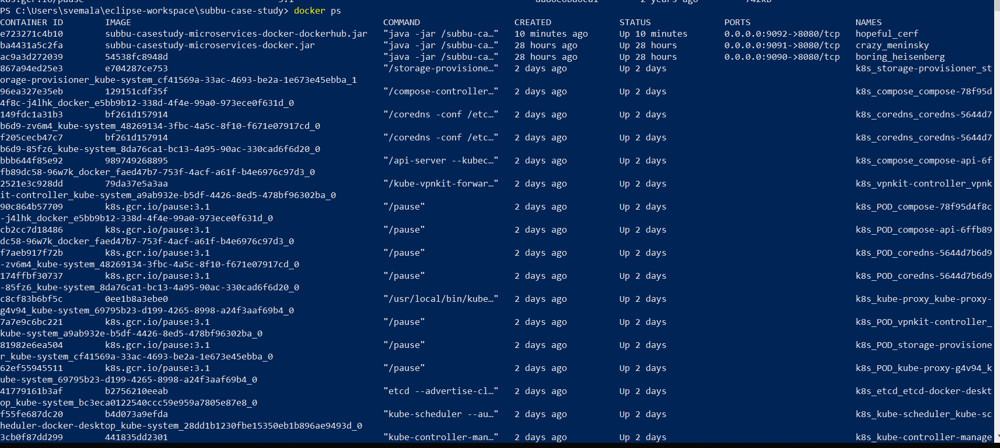 k8s.gcr.io/pause 3.1 da86e6ba6ca1 2 years ago 742kB
PS C:\Users\svemala\eclipse-workspace\subbu-case-study> docker ps
CONTAINER ID IMAGE COMMAND CREATED STATUS PORTS NAMES
e723271c4b10 subbu-casestudy-microservices-docker-dockerhub.jar "java -jar /subbu-ca…" 10 minutes ago Up 10 minutes 0.0.0.0:9092->8080/tcp hopeful_cerf
ba4431a5c2fa subbu-casestudy-microservices-docker.jar "java -jar /subbu-ca…" 28 hours ago Up 28 hours 0.0.0.0:9091->8080/tcp crazy_meninsky
ac9a3d272039 54538fc8948d "java -jar /subbu-ca…" 28 hours ago Up 28 hours 0.0.0.0:9090->8080/tcp boring_heisenberg
867a94ed25e3 e704287ce753 "/storage-provisione…" 2 days ago Up 2 days k8s_storage-provisioner_st
orage-provisioner_kube-system_cf41569a-33ac-4693-be2a-1e673e45ebba_1
96ea327e35eb 129151cdf35f "/compose-controller…" 2 days ago Up 2 days k8s_compose_compose-78f95d
4f8c-j4lhk_docker_e5bb9b12-338d-4f4e-99a0-973ece0f631d_0
149fdc1a31b3 bf261d157914 "/coredns -conf /etc…" 2 days ago Up 2 days k8s_coredns_coredns-5644d7
b6d9-zv6m4_kube-system_48269134-3fbc-4a5c-8f10-f671e07917cd_0
f205cecb47c7 bf261d157914 "/coredns -conf /etc…" 2 days ago Up 2 days k8s_coredns_coredns-5644d7
b6d9-85fz6_kube-system_8da76ca1-bc13-4a95-90ac-330cad6f6d20_0
bbb644f85e92 989749268895 "/api-server --kubec…" 2 days ago Up 2 days k8s_compose_compose-api-6f
fb89dc58-96w7k_docker_faed47b7-753f-4acf-a61f-b4e6976c97d3_0
2521e3c928dd 79da37e5a3aa "/kube-vpnkit-forwar…" 2 days ago Up 2 days k8s_vpnkit-controller_vpnk
it-controller_kube-system_a9ab932e-b5df-4426-8ed5-478bf96302ba_0
90c864b57709 k8s.gcr.io/pause:3.1 "/pause" 2 days ago Up 2 days k8s_POD_compose-78f95d4f8c
-j4lhk_docker_e5bb9b12-338d-4f4e-99a0-973ece0f631d_0
cb2cc7d18486 k8s.gcr.io/pause:3.1 "/pause" 2 days ago Up 2 days k8s_POD_compose-api-6ffb89
dc58-96w7k_docker_faed47b7-753f-4acf-a61f-b4e6976c97d3_0
f7aeb917f72b k8s.gcr.io/pause:3.1 "/pause" 2 days ago Up 2 days k8s_POD_coredns-5644d7b6d9
-zv6m4_kube-system_48269134-3fbc-4a5c-8f10-f671e07917cd_0
174ffbf30737 k8s.gcr.io/pause:3.1 "/pause" 2 days ago Up 2 days k8s_POD_coredns-5644d7b6d9
-85fz6_kube-system_8da76ca1-bc13-4a95-90ac-330cad6f6d20_0
c8cf83b6bf5c 0ee1b8a3ebe0 "/usr/local/bin/kube…" 2 days ago Up 2 days k8s_kube-proxy_kube-proxy-
g4v94_kube-system_69795b23-d199-4265-8998-a24f3aaf69b4_0
7a7e9c6bc221 k8s.gcr.io/pause:3.1 "/pause" 2 days ago Up 2 days k8s_POD_vpnkit-controller_
kube-system_a9ab932e-b5df-4426-8ed5-478bf96302ba_0
81982e6ea504 k8s.gcr.io/pause:3.1 "/pause" 2 days ago Up 2 days k8s_POD_storage-provisione
r_kube-system_cf41569a-33ac-4693-be2a-1e673e45ebba_0
62ef55945511 k8s.gcr.io/pause:3.1 "/pause" 2 days ago Up 2 days k8s_POD_kube-proxy-g4v94_k
ube-system_69795b23-d199-4265-8998-a24f3aaf69b4_0
41779161b3af b2756210eeab "etcd --advertise-cl…" 2 days ago Up 2 days k8s_etcd_etcd-docker-deskt
op_kube-system_bc3eca0122540ccc59e959a7805e87e8_0
f55fe687dc20 b4d073a9efda "kube-scheduler --au…" 2 days ago Up 2 days k8s_kube-scheduler_kube-sc
heduler-docker-desktop_kube-system_28dd1b1230fbe15350eb1b896ae9493d_0
3cb0f87dd299 441835dd2301 "kube-controller-man…" 2 days ago Up 2 days k8s_kube-controller-manage